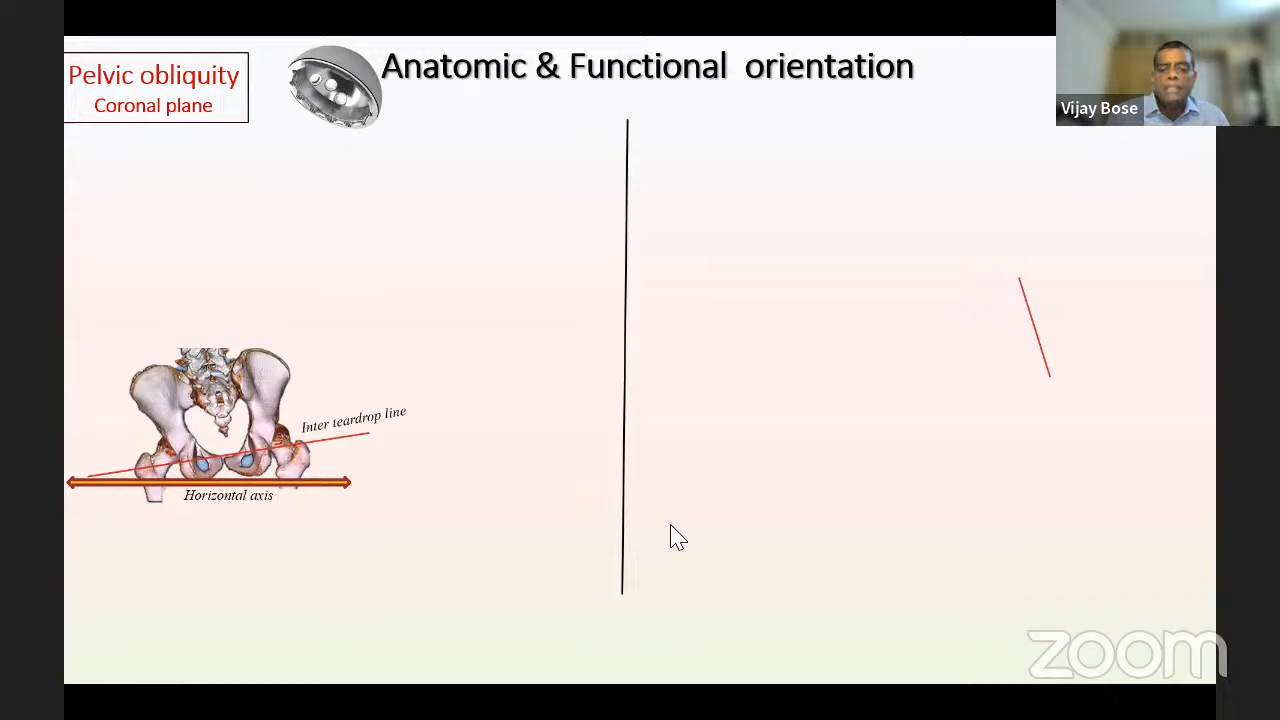 Pelvic obliquity
Coronal plane
Anatomic & Functional orientation
Vijay Bose
Inter teardrop line
Horizontal axis
zoom